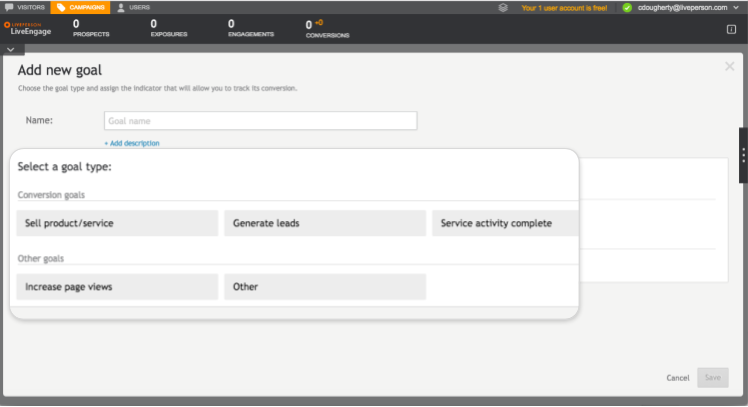 VISITORS CAMPAIGNS USERS Your 1 user account is free! cdougherty@liveperson.com
LIVEPERSON
LiveEngage
0 0 0 0 +0
PROSPECTS EXPOSURES ENGAGEMENTS CONVERSIONS
Add new goal
Choose the goal type and assign the indicator that will allow you to track its conversion.
Name: Goal name
+ Add description
Select a goal type:
Conversion goals
Sell product/service Generate leads Service activity complete
Other goals
Increase page views Other
Cancel Save